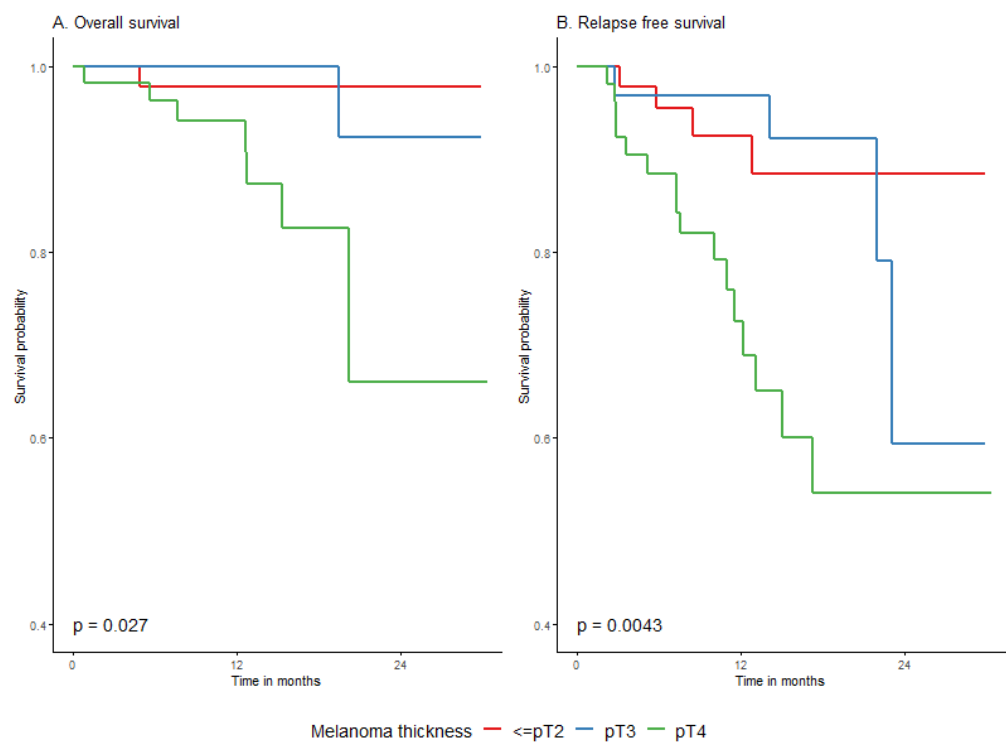 A. Overall survival
B. Relapse free survival
Survival probability
1.0
0.8
0.6
0.4
p = 0.027
0
12
24
Time in months
Survival probability
1.0
0.8
0.6
0.4
p = 0.0043
0
12
24
Time in months
Melanoma thickness <=pT2 pT3 pT4